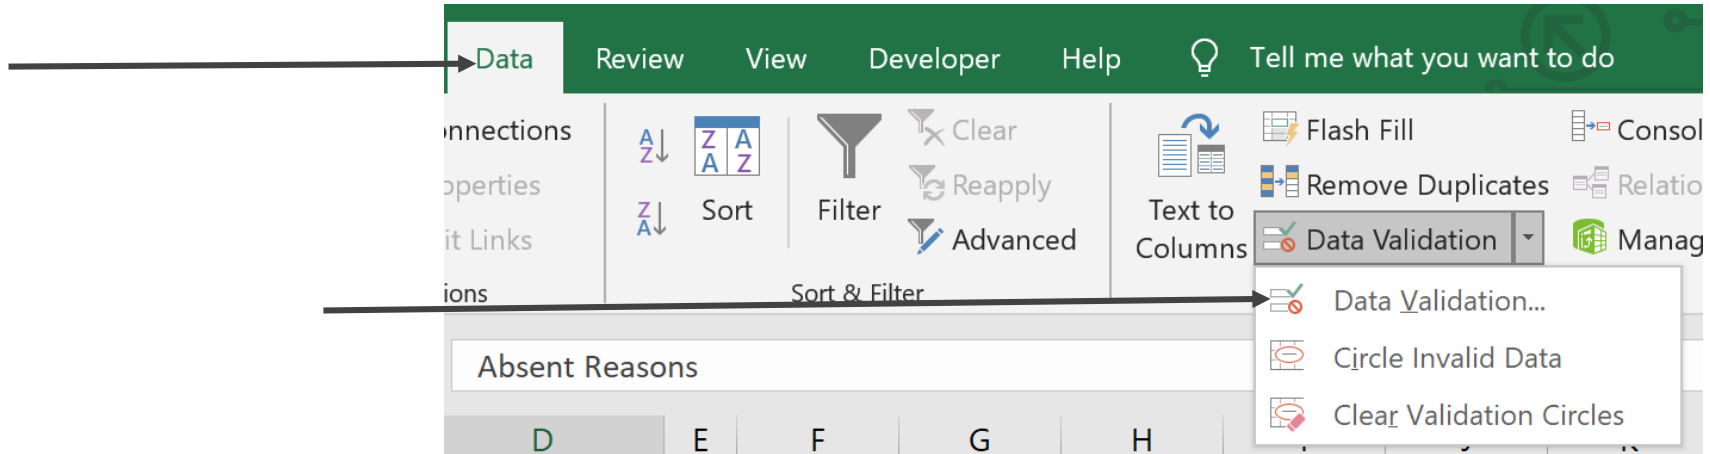 Data Review View Developer Help Tell me what you want to do
onnections
operties
it Links
ions
A
Z
Z
A
Z A
A Z
Sort
Filter
Clear
Reapply
Advanced
Sort & Filter
Text to
Columns
Flash Fill
Remove Duplicates
Data Validation
Consol
Relatio
Manag
Data Validation...
Circle Invalid Data
Clear Validation Circles
Absent Reasons
D E F G H